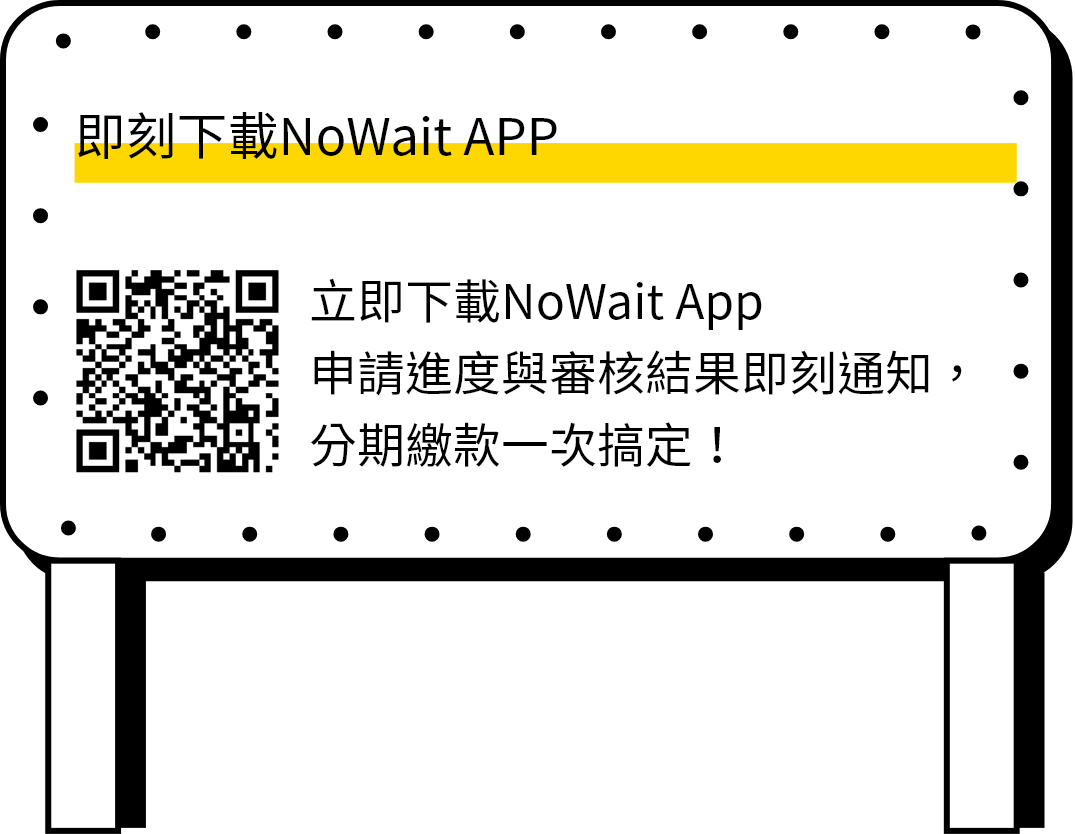 即刻下載NoWait APP
立即下載NoWait App
申請進度與審核結果即刻通知，
分期繳款一次搞定！